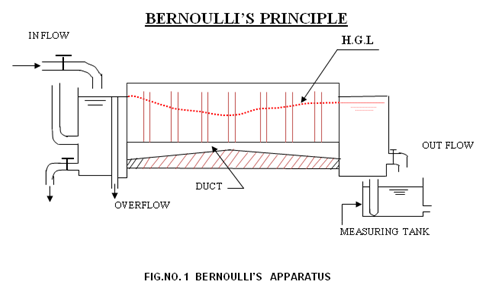 BERNOULLI'S PRINCIPLE
INFLOW
H.G.L
OUT FLOW
DUCT
OVERFLOW
MEASURING TANK
FIG.NO. 1 BERNOULLI'S APPARATUS